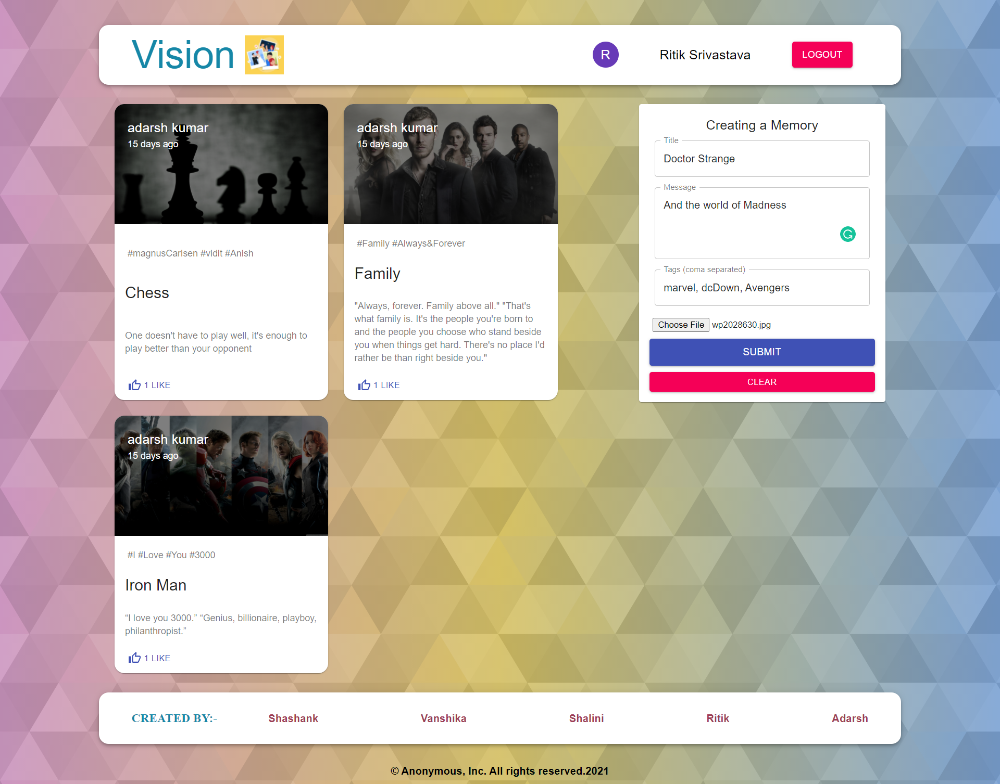 Vision
R
Ritik Srivastava
LOGOUT
adarsh kumar
15 days ago
#magnusCarlsen #vidit #Anish
Chess
One doesn't have to play well, it's enough to
play better than your opponent
1 LIKE
adarsh kumar
15 days ago
#Family #Always&Forever
Family
"Always, forever. Family above all." "That's
what family is. It's the people you're born to
and the people you choose who stand beside
you when things get hard. There's no place I'd
rather be than right beside you."
1 LIKE
Creating a Memory
Title
Doctor Strange
Message
And the world of Madness
Tags (coma separated)
marvel, dcDown, Avengers
Choose File wp2028630.jpg
SUBMIT
CLEAR
adarsh kumar
15 days ago
#I #Love #You #3000
Iron Man
“I love you 3000.” “Genius, billionaire, playboy,
philanthropist.”
1 LIKE
CREATED BY:- Shashank Vanshika Shalini Ritik Adarsh
© Anonymous, Inc. All rights reserved.2021